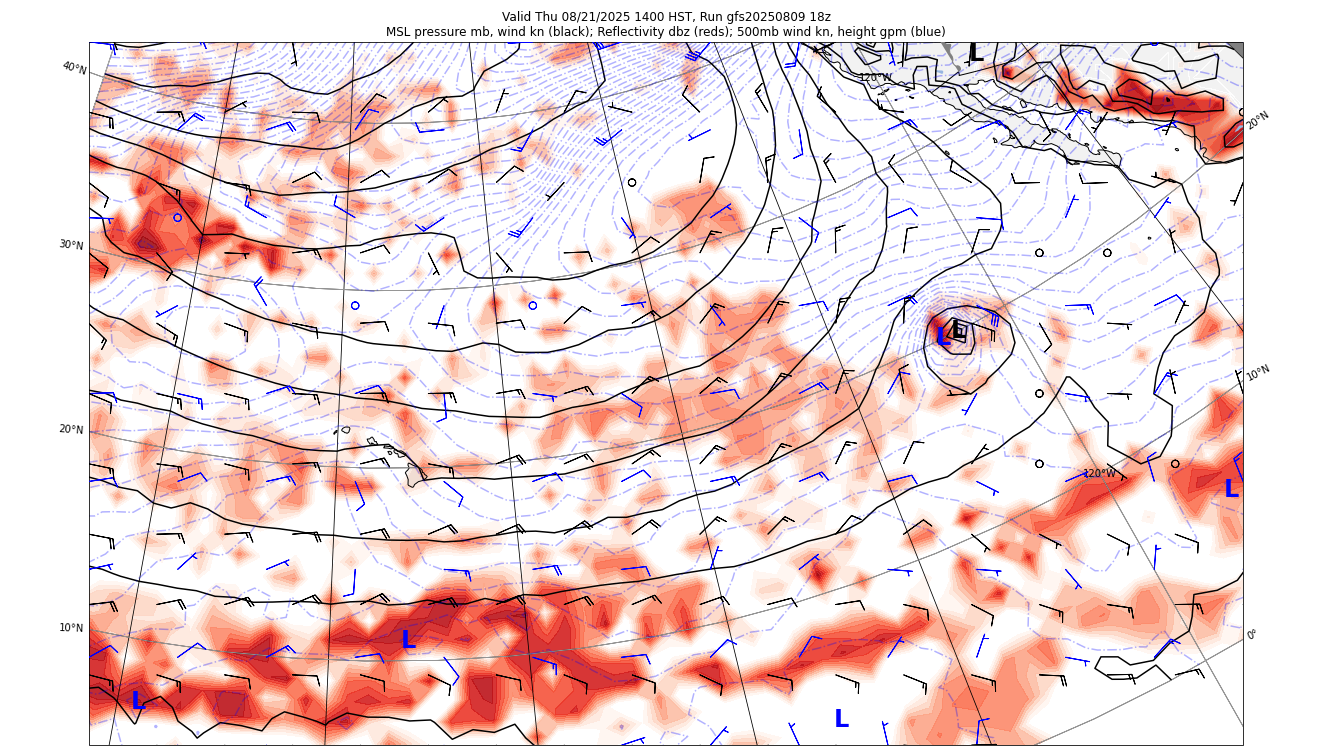 Valid Thu 08/21/2025 1400 HST, Run gfs20250809 18z
MSL pressure mb, wind kn (black); Reflectivity dbz (reds); 500mb wind kn, height gpm (blue)
L
40°N
120°W
20°N
30°N
L
L
10°N
20°N
120°W
L
10°N
L
0°
L
L